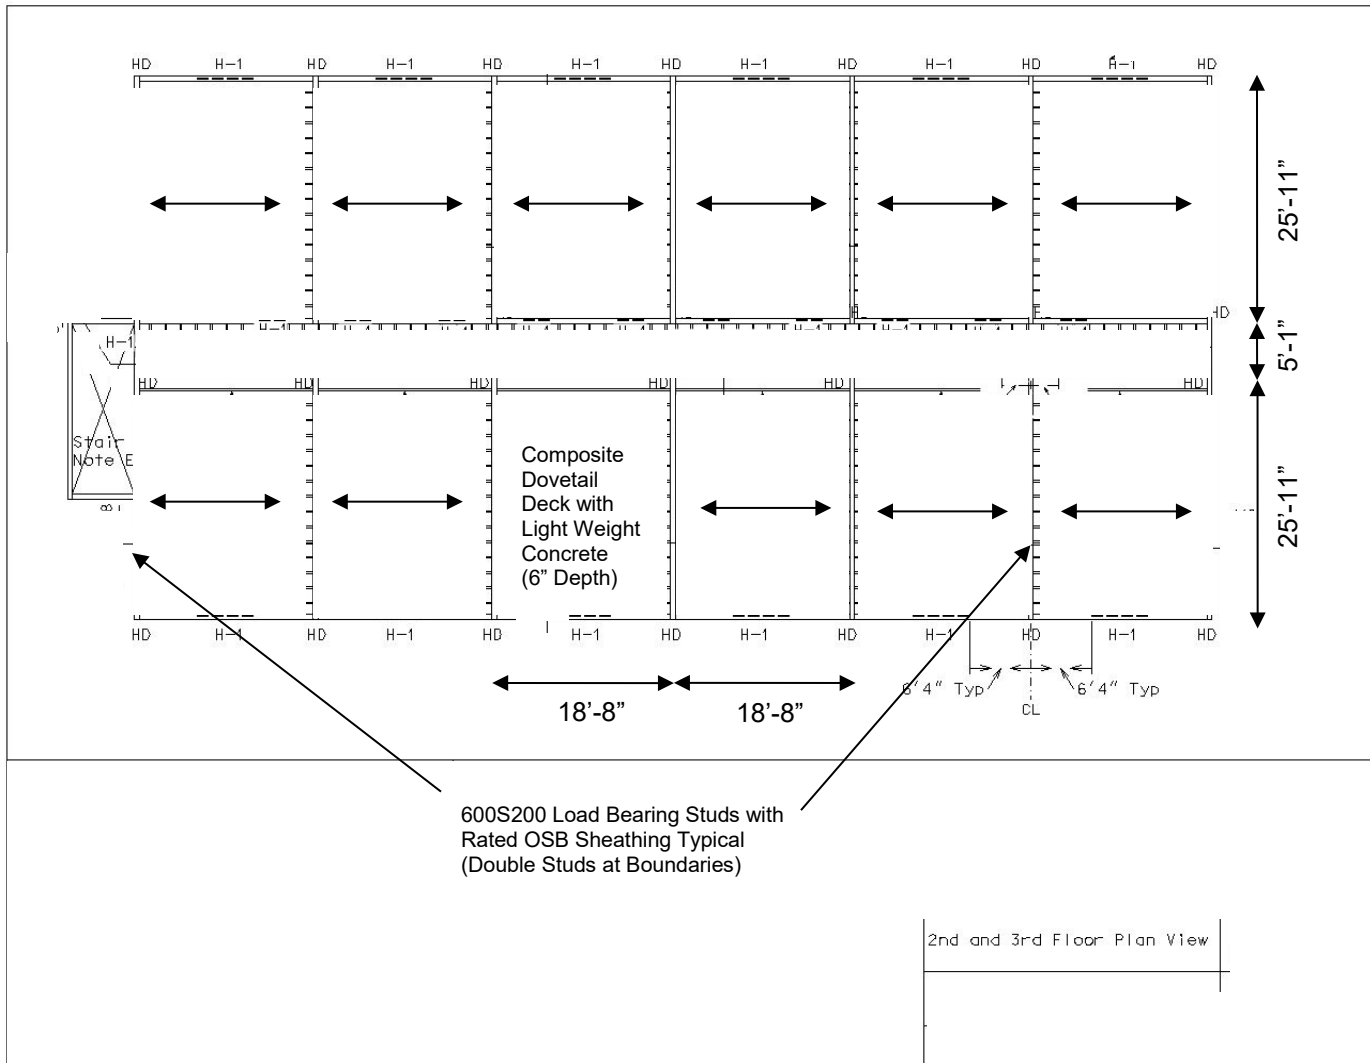 HD H-1 HD H-1 HD H-1 HD H-1 HD H-1 HD H-1 HD
25'-11"
HD
H-1
5'-1"
HD HD HD HD HD HD
Stair
Note E
Composite
Dovetail
Deck with
Light Weight
Concrete
(6" Depth)
25'-11"
HD H-1 HD H-1 HD H-1 HD H-1 HD H-1 HD H-1 HD
18'-8" 18'-8"
6'4" Typ 6'4" Typ
CL
600S200 Load Bearing Studs with
Rated OSB Sheathing Typical
(Double Studs at Boundaries)
2nd and 3rd Floor Plan View